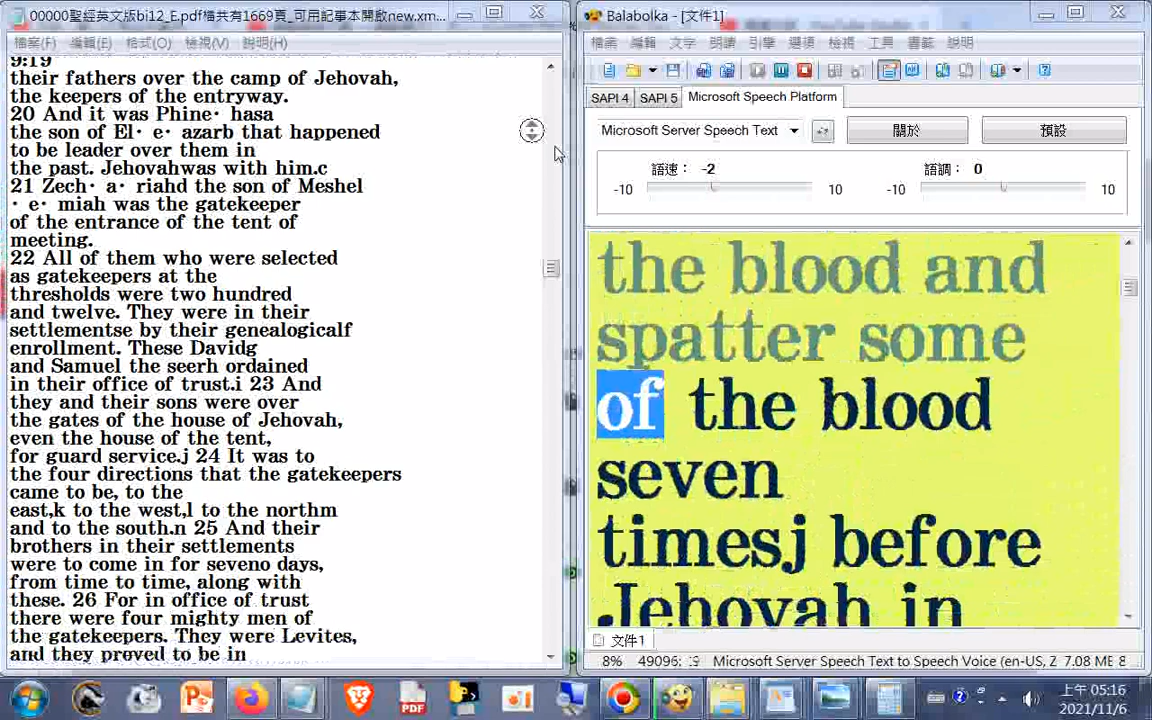 00000聖經英文版bi12_E.pdf檔共有1669頁_可用記事本開啟new.xm...
檔案(F) 編輯(E) 格式(O) 檢視(V) 說明(H)
9:19
their fathers over the camp of Jehovah,
the keepers of the entryway.
20 And it was Phine· hasa
the son of El· e· azarb that happened
to be leader over them in
the past. Jehovahwas with him.c
21 Zech· a· riahd the son of Meshel
· e· miah was the gatekeeper
of the entrance of the tent of
meeting.
22 All of them who were selected
as gatekeepers at the
thresholds were two hundred
and twelve. They were in their
settlementse by their genealogicalf
enrollment. These Davidg
and Samuel the seerh ordained
in their office of trust.i 23 And
they and their sons were over
the gates of the house of Jehovah,
even the house of the tent,
for guard service.j 24 It was to
the four directions that the gatekeepers
came to be, to the
east,k to the west,l to the northm
and to the south.n 25 And their
brothers in their settlements
were to come in for seveno days,
from time to time, along with
these. 26 For in office of trust
there were four mighty men of
the gatekeepers. They were Levites,
and they proved to be in
Balabolka - [文件1]
檔案 編輯 文字 朗讀 引擎 選項 檢視 工具 書籤 說明
SAPI 4 SAPI 5 Microsoft Speech Platform
Microsoft Server Speech Text 關於 預設
語速： -2 語調： 0
-10 10 -10 10
the blood and
spatter some
of the blood
seven
timesj before
Jehovah in
文件1
8% Microsoft Server Speech Text to Speech Voice (en-US, Z 7.08 MB 8
上午 05:16
2021/11/6